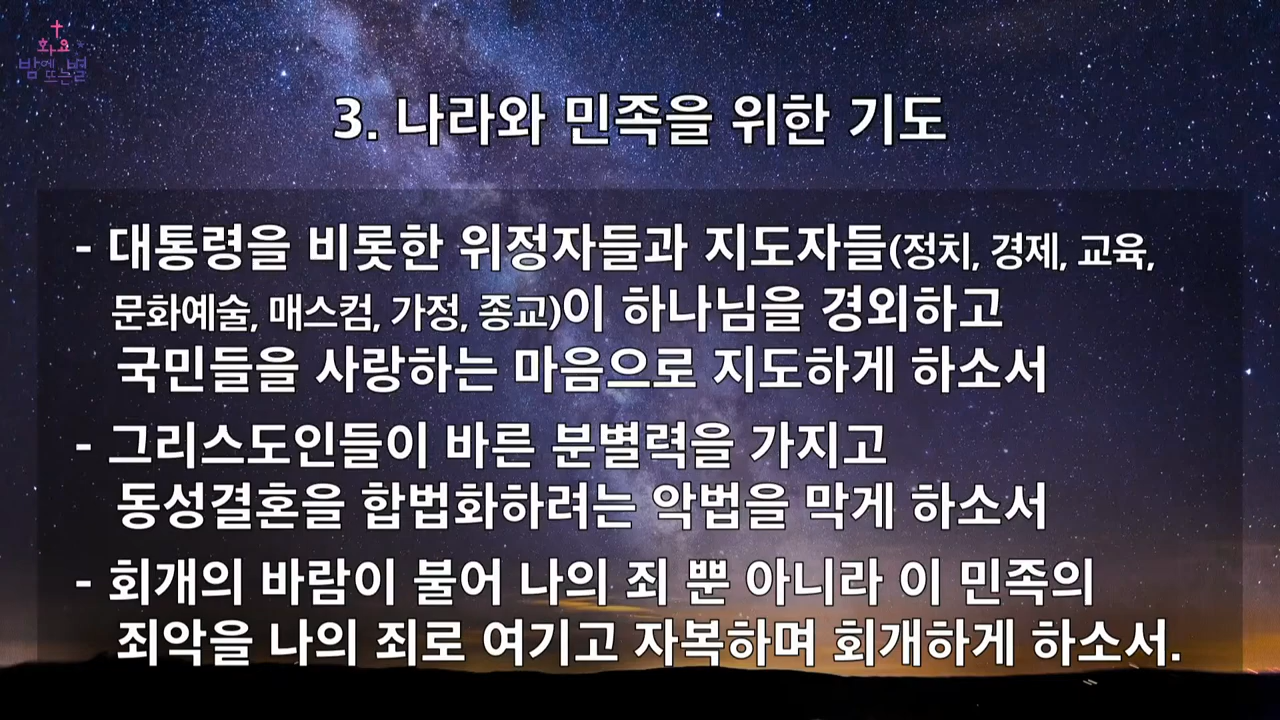 화요
밤에
뜨는별
3. 나라와 민족을 위한 기도
- 대통령을 비롯한 위정자들과 지도자들(정치, 경제, 교육,
문화예술, 매스컴, 가정, 종교)이 하나님을 경외하고
국민들을 사랑하는 마음으로 지도하게 하소서
- 그리스도인들이 바른 분별력을 가지고
동성결혼을 합법화하려는 악법을 막게 하소서
- 회개의 바람이 불어 나의 죄 뿐 아니라 이 민족의
죄악을 나의 죄로 여기고 자복하며 회개하게 하소서.